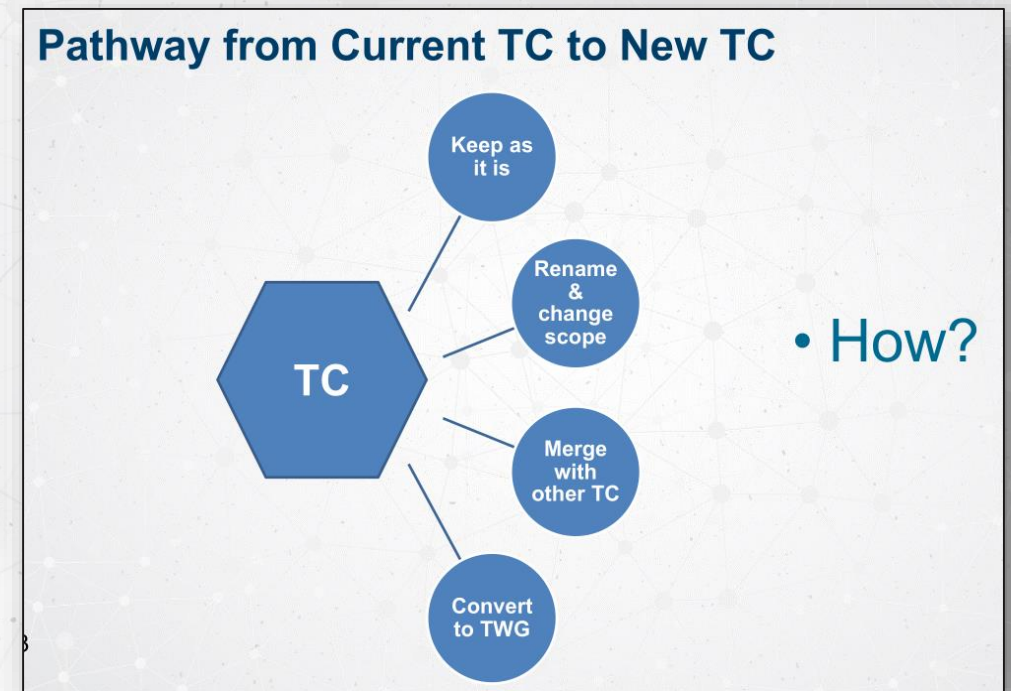 Pathway from Current TC to New TC
Keep as
it is
Rename
&
change
scope
TC
• How?
Merge
with
other TC
Convert
to TWG